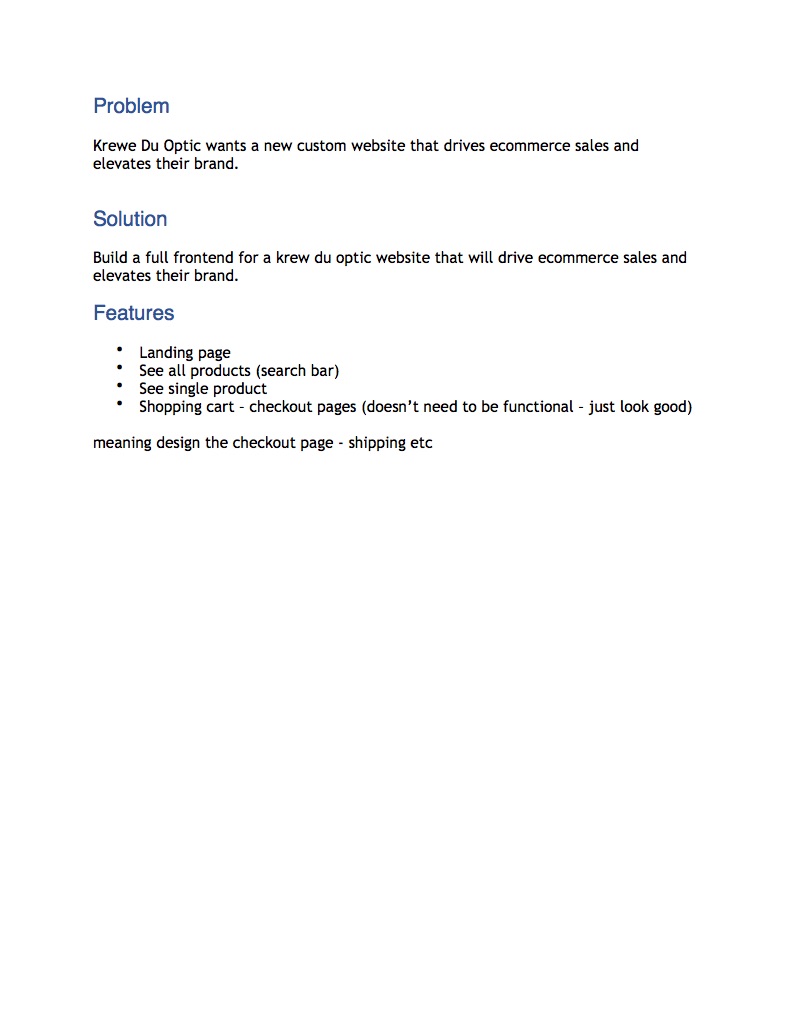 Problem
Krewe Du Optic wants a new custom website that drives ecommerce sales and
elevates their brand.
Solution
Build a full frontend for a krew du optic website that will drive ecommerce sales and
elevates their brand.
Features
• Landing page
• See all products (search bar)
• See single product
• Shopping cart – checkout pages (doesn’t need to be functional – just look good)
meaning design the checkout page - shipping etc